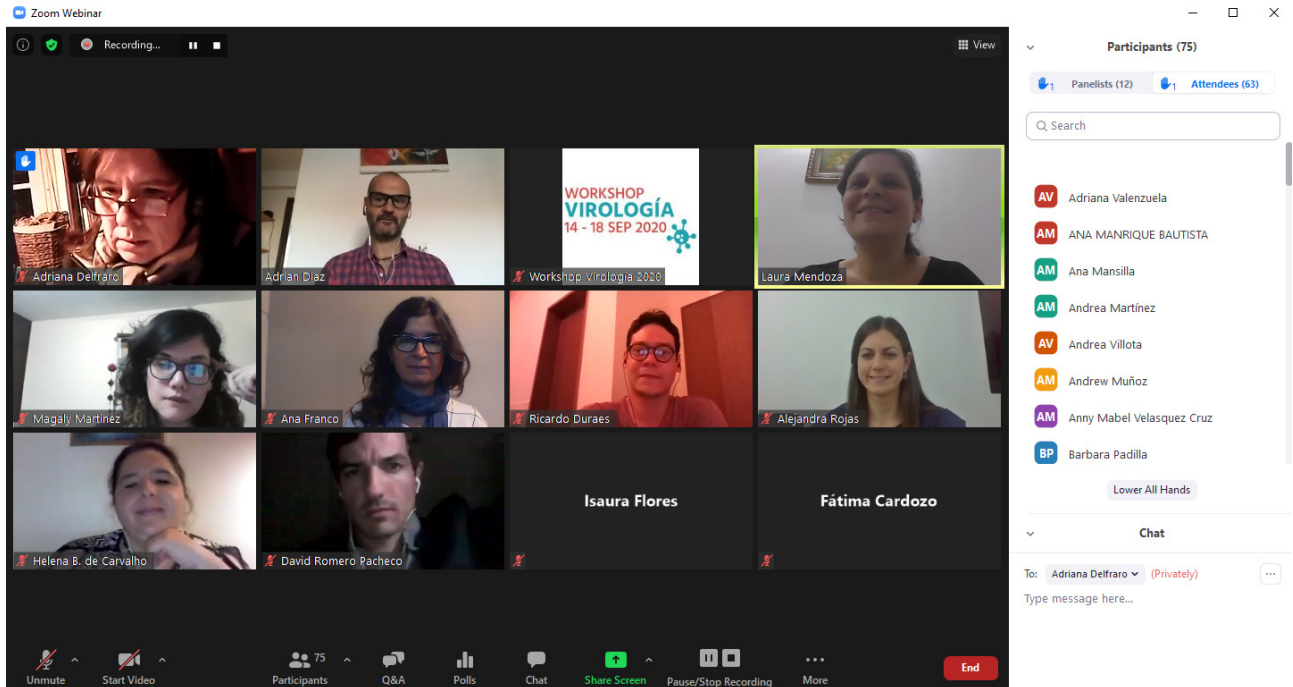 Zoom Webinar
Recording...
View
WORKSHOP
VIROLOGÍA
14 - 18 SEP 2020
Adriana Delfraro
Adrian Diaz
Workshop Virologia 2020
Laura Mendoza
Magaly Martinez
Ana Franco
Ricardo Duraes
Alejandra Rojas
Isaura Flores
Fátima Cardozo
Helena B. de Carvalho
David Romero Pacheco
Unmute
Start Video
75
Participants
Q&A
Polls
Chat
Share Screen
Pause/Stop Recording
More
End
Participants (75)
1 Panelists (12)
1 Attendees (63)
Search
AV Adriana Valenzuela
AM ANA MANRIQUE BAUTISTA
AM Ana Mansilla
AM Andrea Martínez
AV Andrea Villota
AM Andrew Muñoz
AM Anny Mabel Velasquez Cruz
BP Barbara Padilla
Lower All Hands
Chat
To: Adriana Delfraro (Privately)
Type message here...